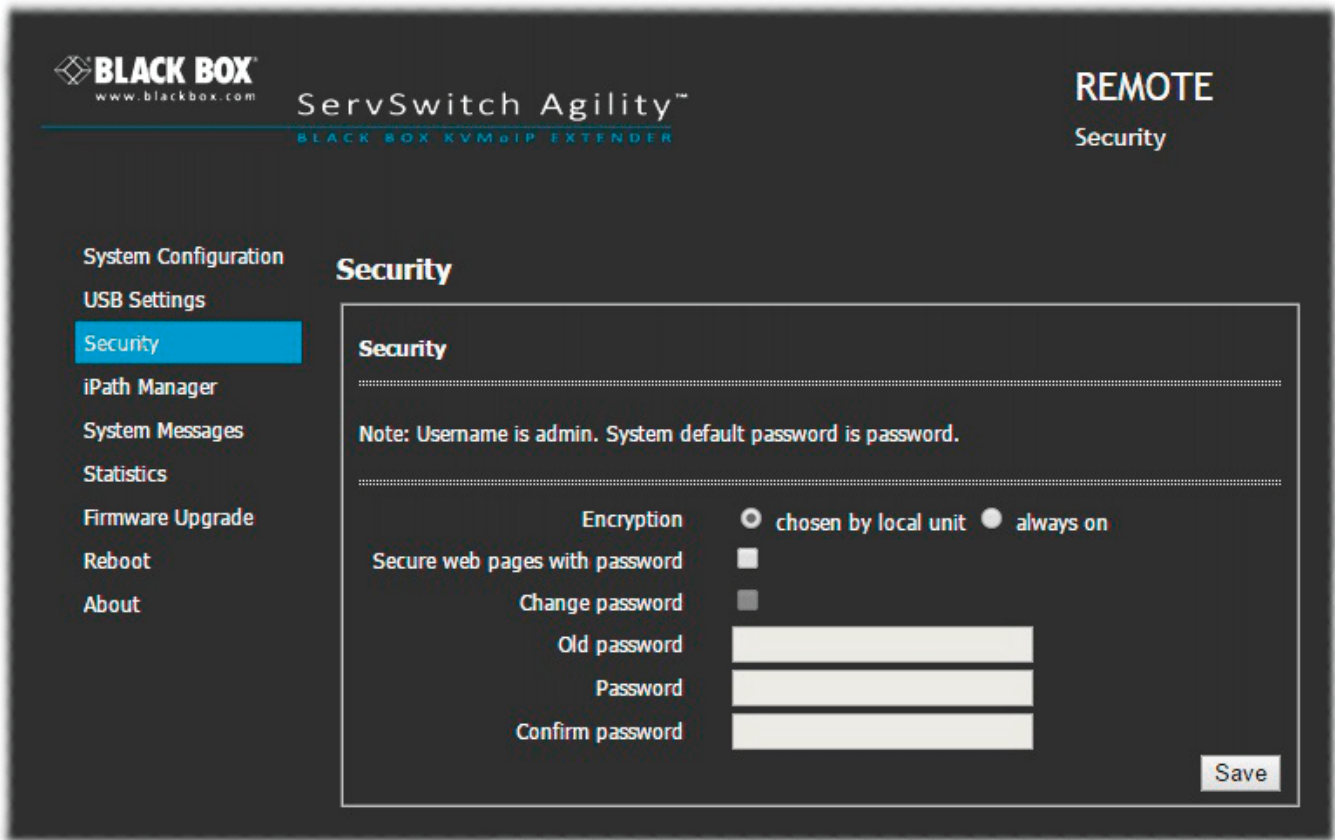 BLACK BOX
www.blackbox.com
ServSwitch Agility™
BLACK BOX KVMoIP EXTENDER
REMOTE
Security
System Configuration
USB Settings
Security
iPath Manager
System Messages
Statistics
Firmware Upgrade
Reboot
About
Security
Security
Note: Username is admin. System default password is password.
Encryption chosen by local unit always on
Secure web pages with password
Change password
Old password
Password
Confirm password
Save